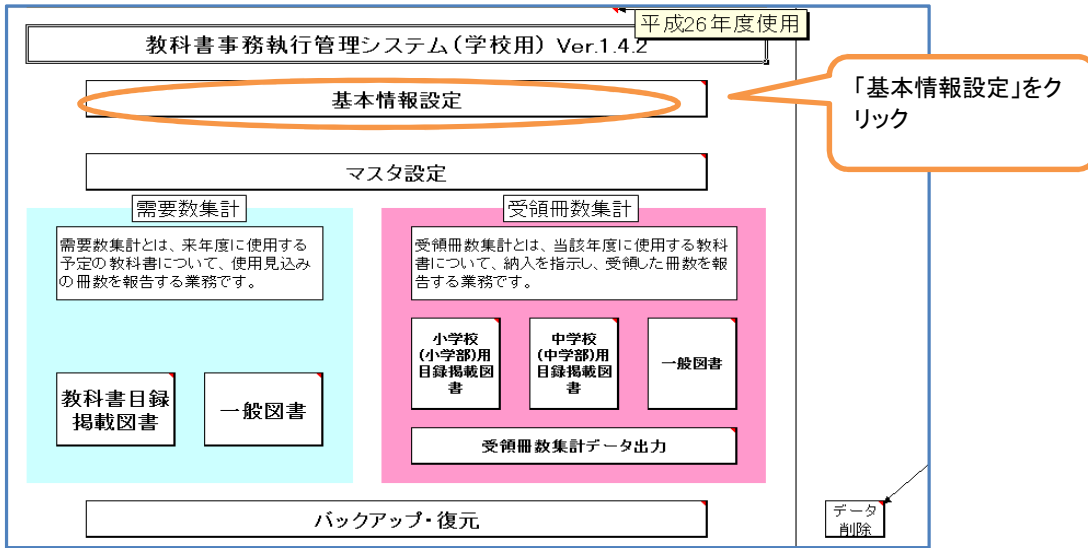 平成26年度使用
教科書事務執行管理システム(学校用) Ver.1.4.2
基本情報設定
「基本情報設定」をク
リック
マスタ設定
需要数集計
需要数集計とは、来年度に使用する
予定の教科書について、使用見込み
の冊数を報告する業務です。
教科書目録
掲載図書
一般図書
受領冊数集計
受領冊数集計とは、当該年度に使用する教科
書について、納入を指示し、受領した冊数を報
告する業務です。
小学校
(小学部)用
目録掲載図
書
中学校
(中学部)用
目録掲載図
書
一般図書
受領冊数集計データ出力
バックアップ・復元
データ
削除